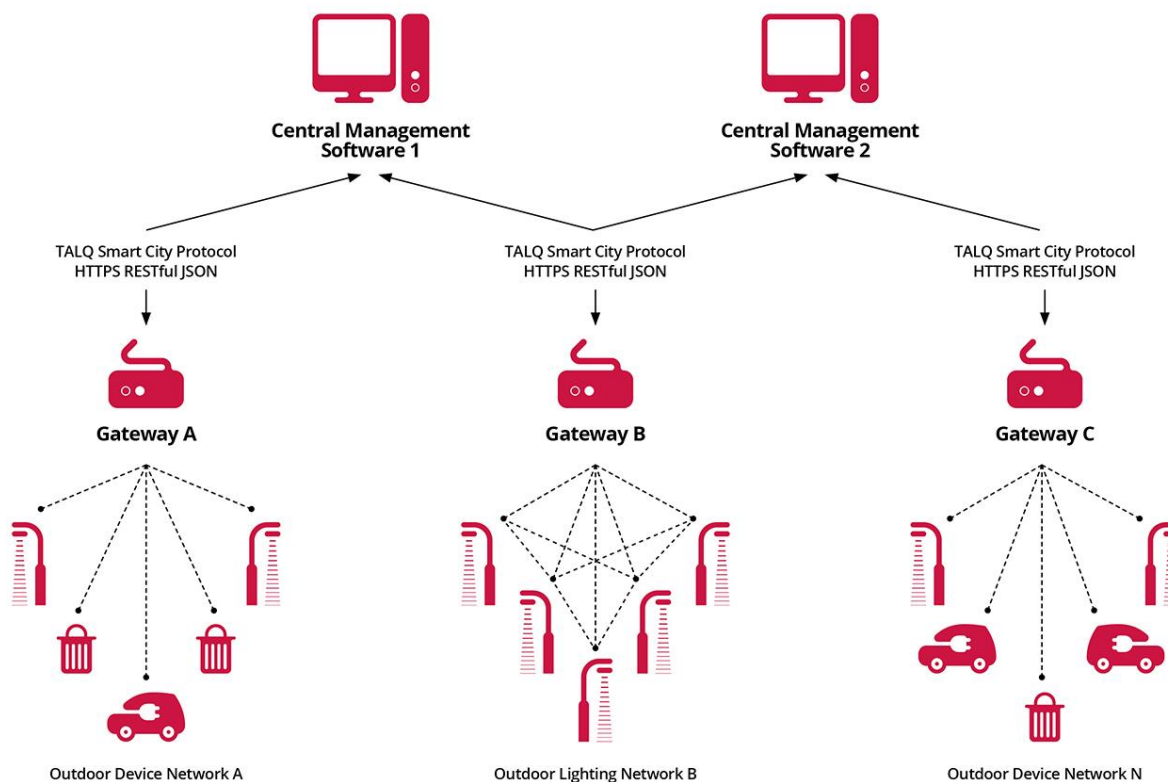 Central Management
Software 1
Central Management
Software 2
TALQ Smart City Protocol
HTTPS RESTful JSON
TALQ Smart City Protocol
HTTPS RESTful JSON
TALQ Smart City Protocol
HTTPS RESTful JSON
Gateway A
Gateway B
Gateway C
Outdoor Device Network A
Outdoor Lighting Network B
Outdoor Device Network N